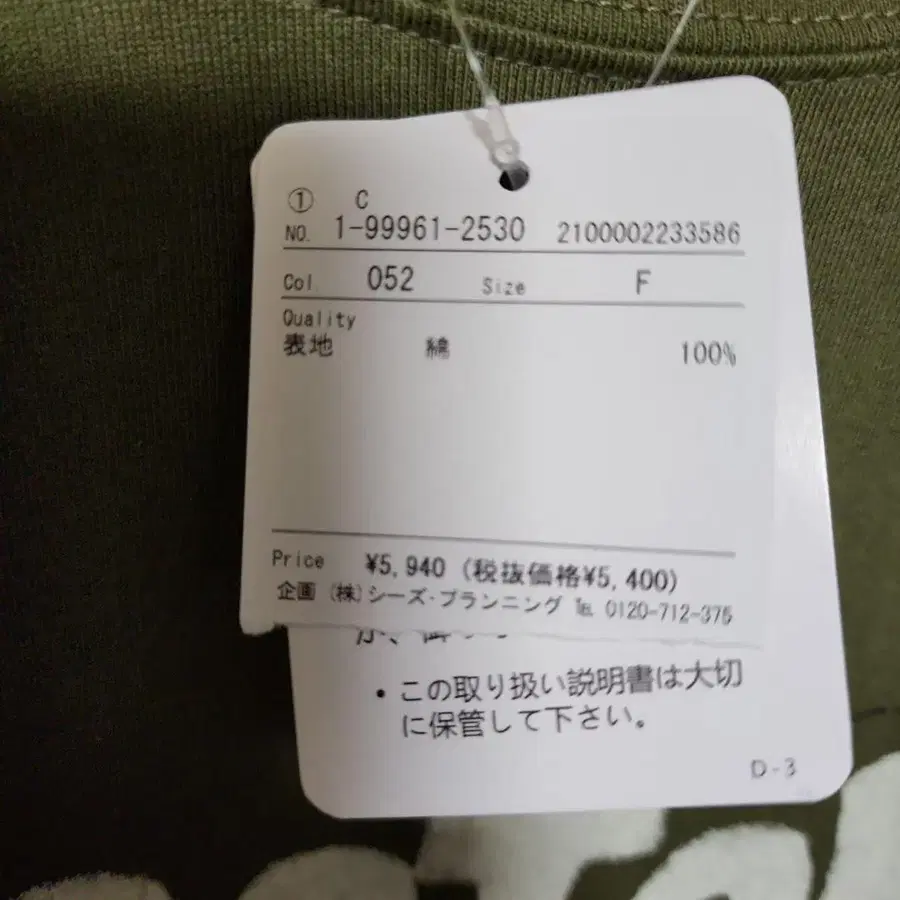 ① C
NO. 1-99961-2530 2100002233586
Col 052 Size F
Quality
表地 綿 100%
Price ¥5,940 (税抜価格¥5,400)
企画 (株)シーズ・プランニング ℡ 0120-712-375
・この取り扱い説明書は大切
に保管して下さい。
D-3